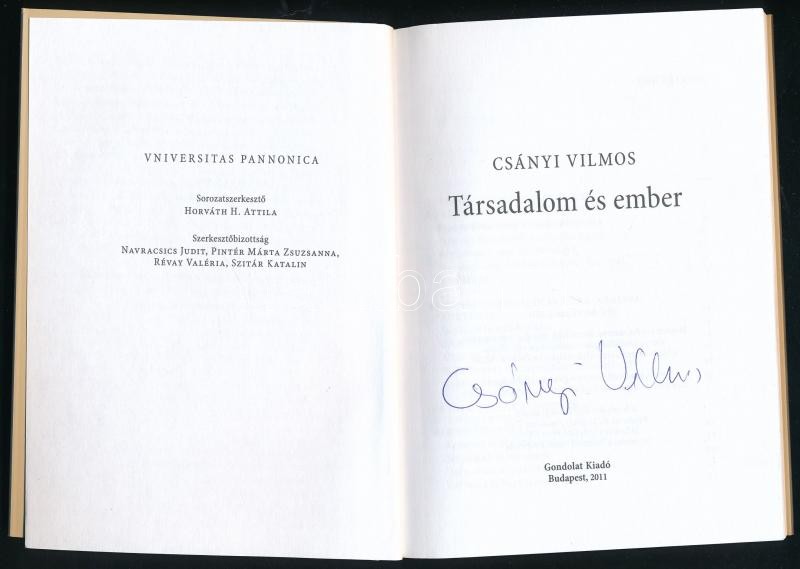 VNIVERSITAS PANNONICA
Sorozatszerkesztő
HORVÁTH H. ATTILA
Szerkesztőbizottság
NAVRACSICS JUDIT, PINTÉR MÁRTA ZSUZSANNA,
RÉVAY VALÉRIA, SZITÁR KATALIN
CSÁNYI VILMOS
Társadalom és ember
Csányi Vilmos
Gondolat Kiadó
Budapest, 2011